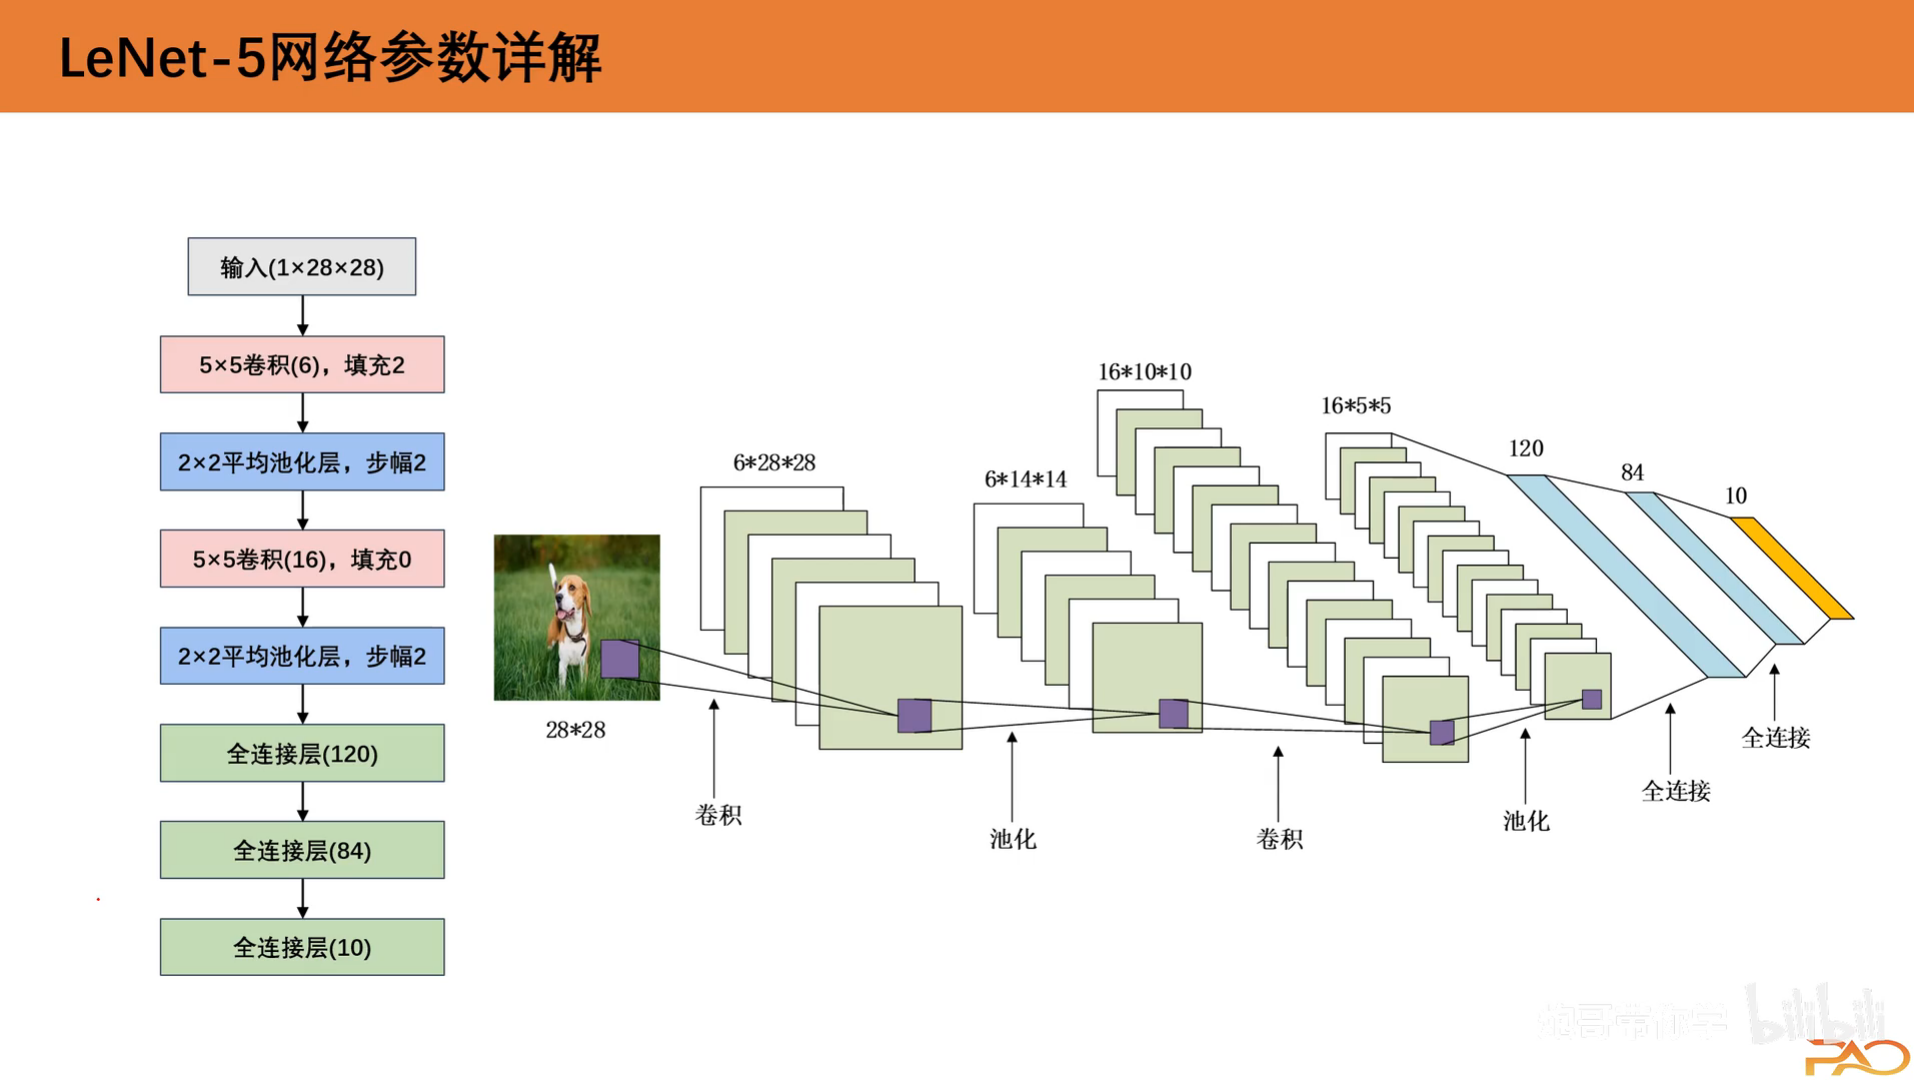 LeNet-5网络参数详解
输入(1×28×28)
5×5卷积(6)，填充2
2×2平均池化层，步幅2
5×5卷积(16)，填充0
2×2平均池化层，步幅2
全连接层(120)
全连接层(84)
全连接层(10)
28*28
6*28*28
6*14*14
16*10*10
16*5*5
120
84
10
卷积
池化
卷积
池化
全连接
全连接
炮哥带你学
bilibili
PAO